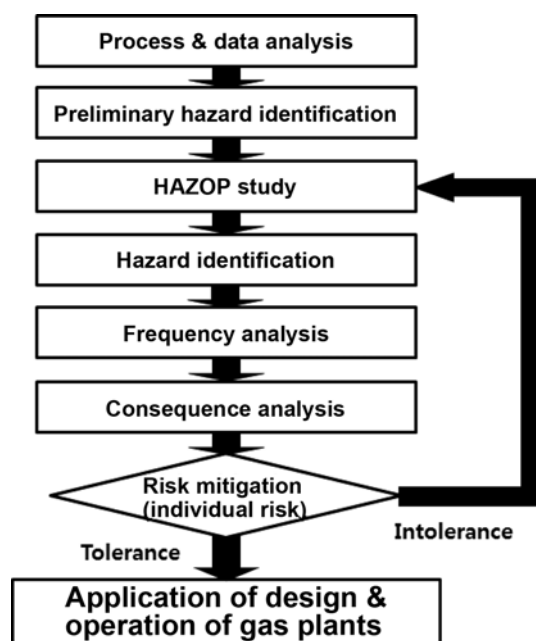 Process & data analysis
Preliminary hazard identification
HAZOP study
Hazard identification
Frequency analysis
Consequence analysis
Risk mitigation
(individual risk)
Intolerance
Tolerance
Application of design &
operation of gas plants